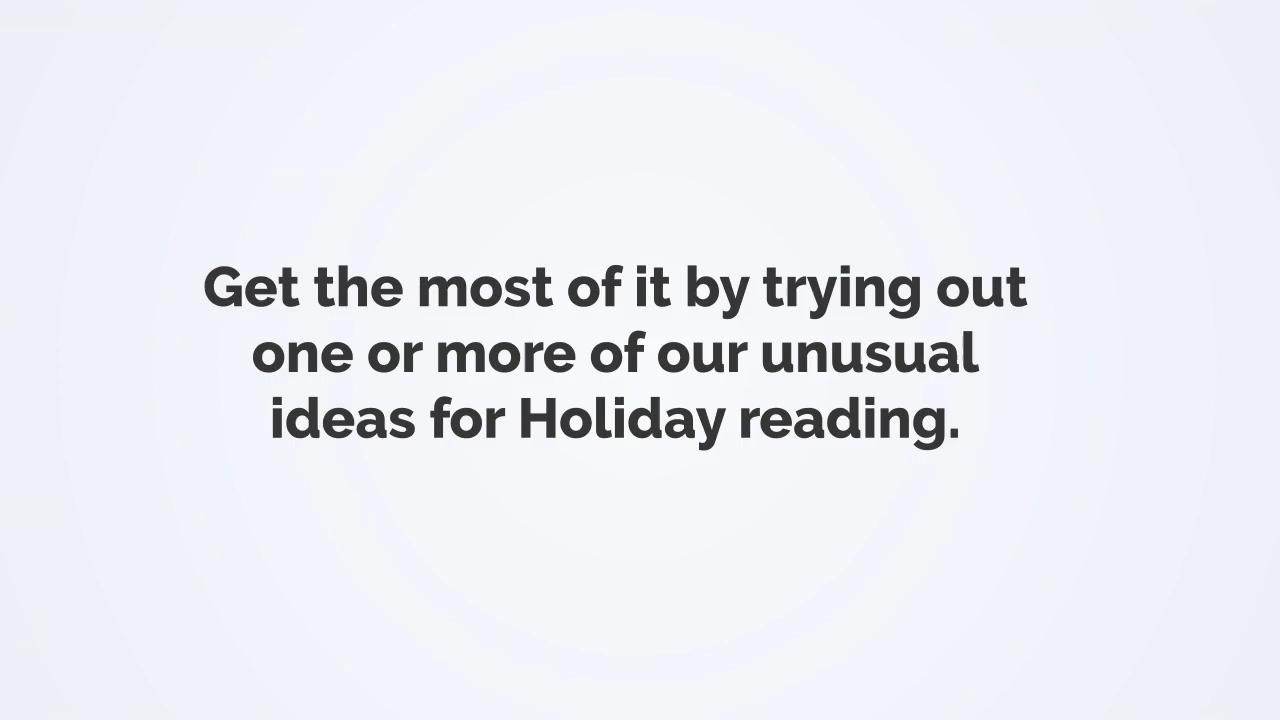 Get the most of it by trying out
one or more of our unusual
ideas for Holiday reading.